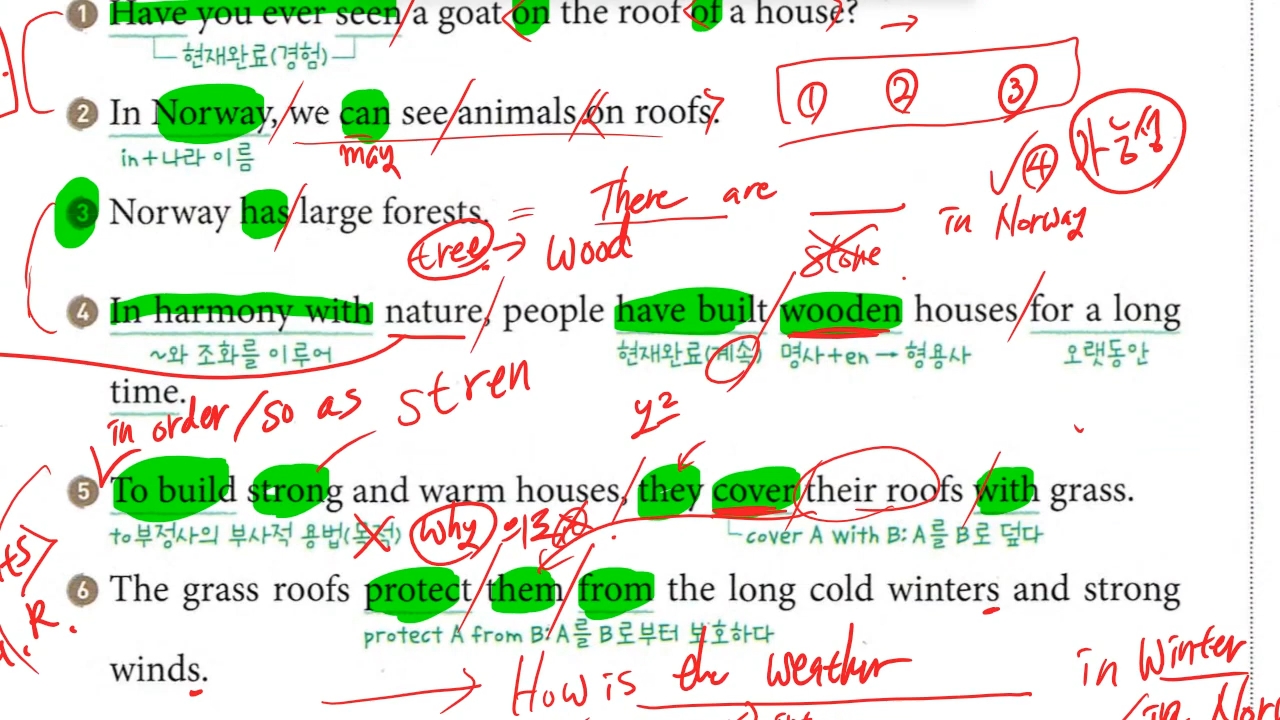 1 Have you ever seen a goat on the roof of a house? →
현재완료(경험)
① ② ③
2 In Norway, we can see animals on roofs.
in+나라 이름
may
④ 가능성
3 Norway has large forests. = There are ____ in Norway
tree → wood
stone
4 In harmony with nature, people have built wooden houses for a long
~와 조화를 이루어 현재완료(계속) 명사+en → 형용사 오랫동안
time.
in order / so as stren
y²
5 To build strong and warm houses, they cover their roofs with grass.
to부정사의 부사적 용법(목적) why cover A with B: A를 B로 덮다
6 The grass roofs protect them from the long cold winters and strong
R.
protect A from B: A를 B로부터 보호하다
winds.
→ How is the weather in winter